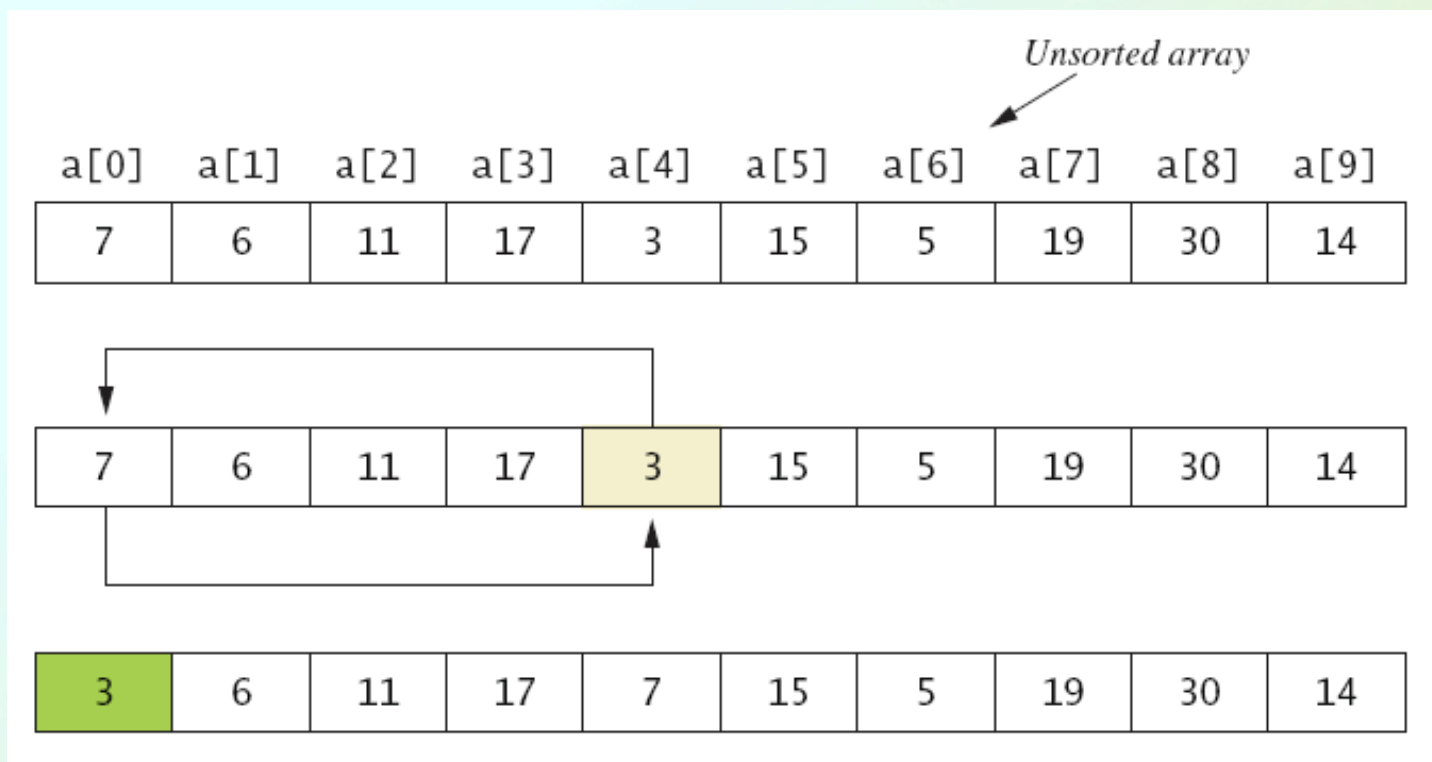 Unsorted array
a[0] a[1] a[2] a[3] a[4] a[5] a[6] a[7] a[8] a[9]
7 6 11 17 3 15 5 19 30 14
7 6 11 17 3 15 5 19 30 14
3 6 11 17 7 15 5 19 30 14